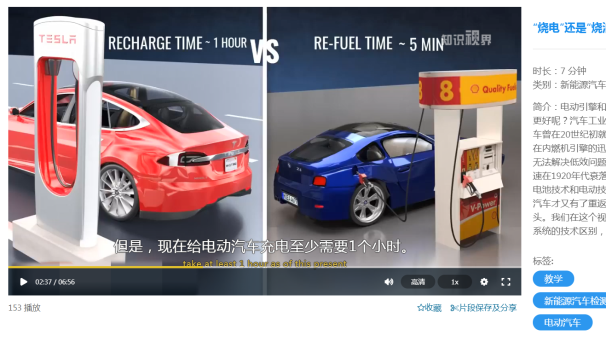 TESLA
RECHARGE TIME ~ 1 HOUR
VS
RE-FUEL TIME ~ 5 MIN
知识视界
8
Quality Fuel
V-Power
但是，现在给电动汽车充电至少需要1个小时。
take at least 1 hour as of this present
02:37 / 06:56
高清
1x
153 播放
☆收藏
片段保存及分享
“烧电”还是“烧
时长：7 分钟
类别：新能源汽车
简介：电动引擎和
更好呢？汽车工业
车曾在20世纪初就
在内燃机引擎的迅
无法解决低效问题
速在1920年代衰落
电池技术和电动技
汽车才又有了重返
头。我们在这个视
系统的技术区别，
标签:
教学
新能源汽车检测
电动汽车